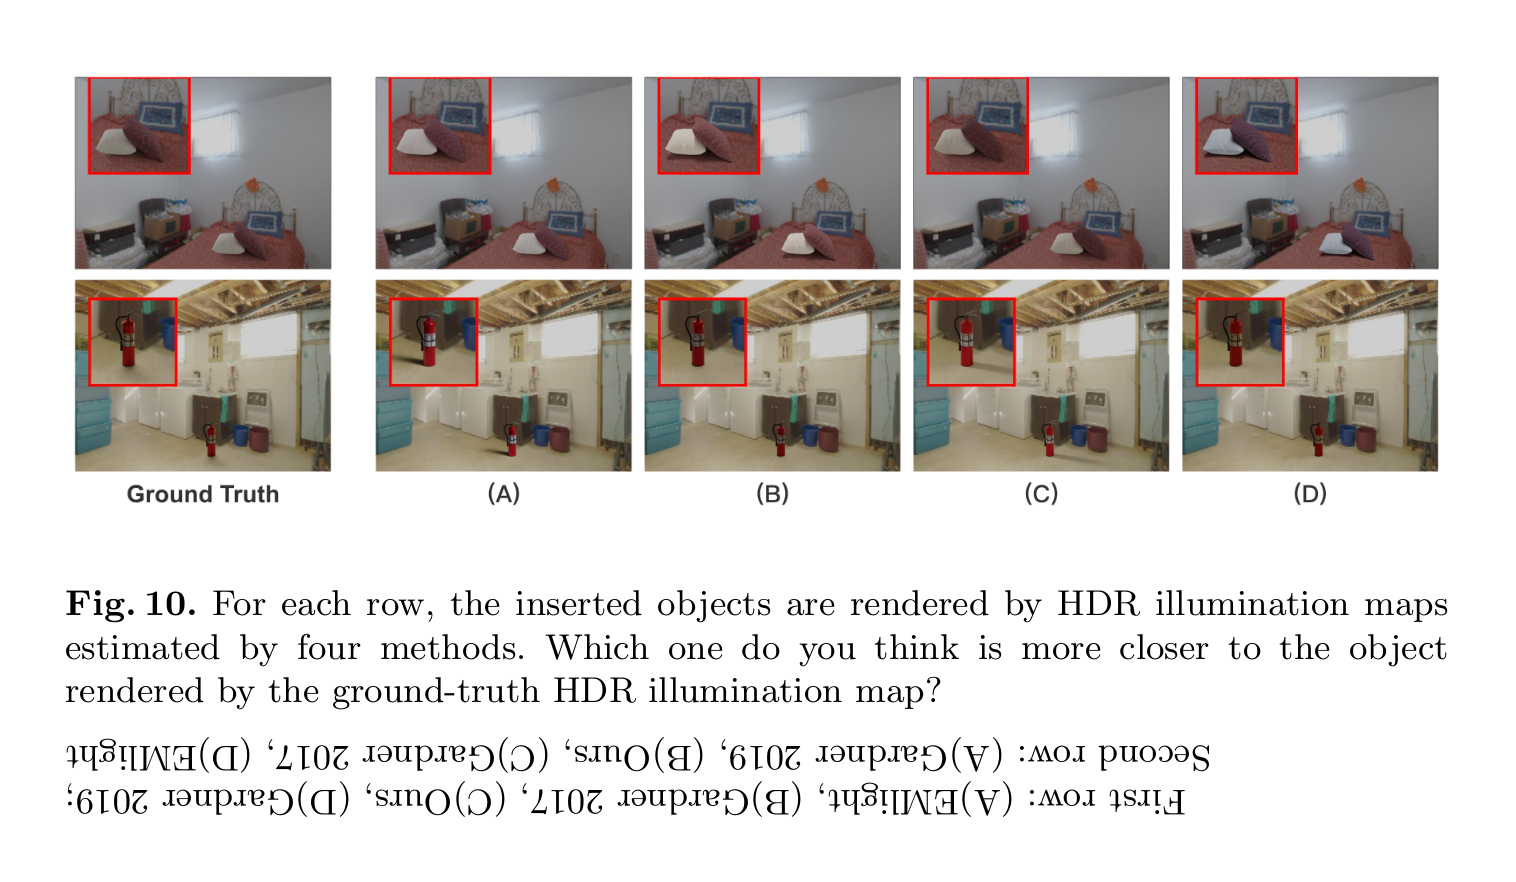 Ground Truth
(A)
(B)
(C)
(D)
Fig. 10. For each row, the inserted objects are rendered by HDR illumination maps
estimated by four methods. Which one do you think is more closer to the object
rendered by the ground-truth HDR illumination map?
First row: (A)EMlight, (B)Gardner 2017, (C)Ours, (D)Gardner 2019;
Second row: (A)Gardner 2019, (B)Ours, (C)Gardner 2017, (D)EMlight